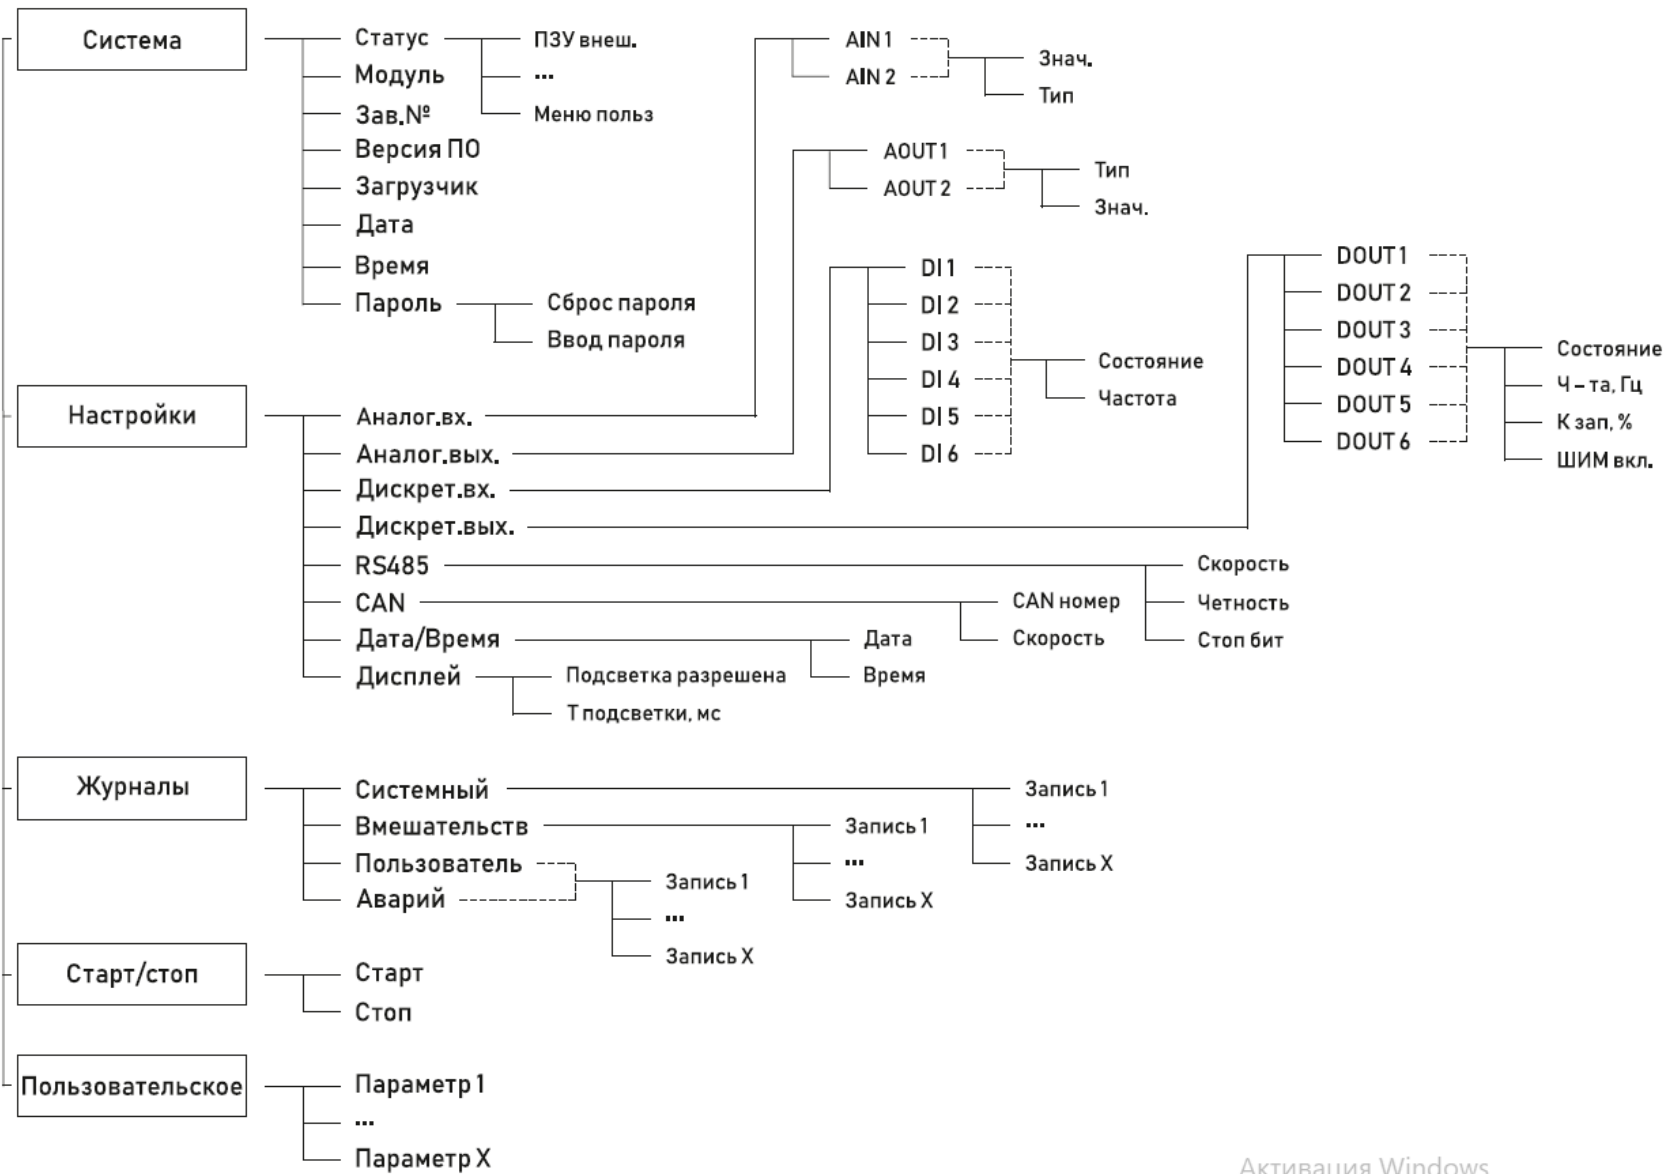 Система
Статус
ПЗУ внеш.
...
Меню польз
Модуль
Зав.№
Версия ПО
Загрузчик
Дата
Время
Пароль
Сброс пароля
Ввод пароля
Настройки
Аналог.вх.
AIN 1
AIN 2
Знач.
Тип
Аналог.вых.
AOUT 1
AOUT 2
Тип
Знач.
Дискрет.вх.
DI 1
DI 2
DI 3
DI 4
DI 5
DI 6
Состояние
Частота
Дискрет.вых.
DOUT 1
DOUT 2
DOUT 3
DOUT 4
DOUT 5
DOUT 6
Состояние
Ч – та, Гц
К зап, %
ШИМ вкл.
RS485
Скорость
Четность
Стоп бит
CAN
CAN номер
Скорость
Дата/Время
Дата
Время
Дисплей
Подсветка разрешена
Т подсветки, мс
Журналы
Системный
Запись 1
...
Запись X
Вмешательств
Запись 1
...
Запись X
Пользователь
Аварий
Запись 1
...
Запись X
Старт/стоп
Старт
Стоп
Пользовательское
Параметр 1
...
Параметр X
Активация Windows